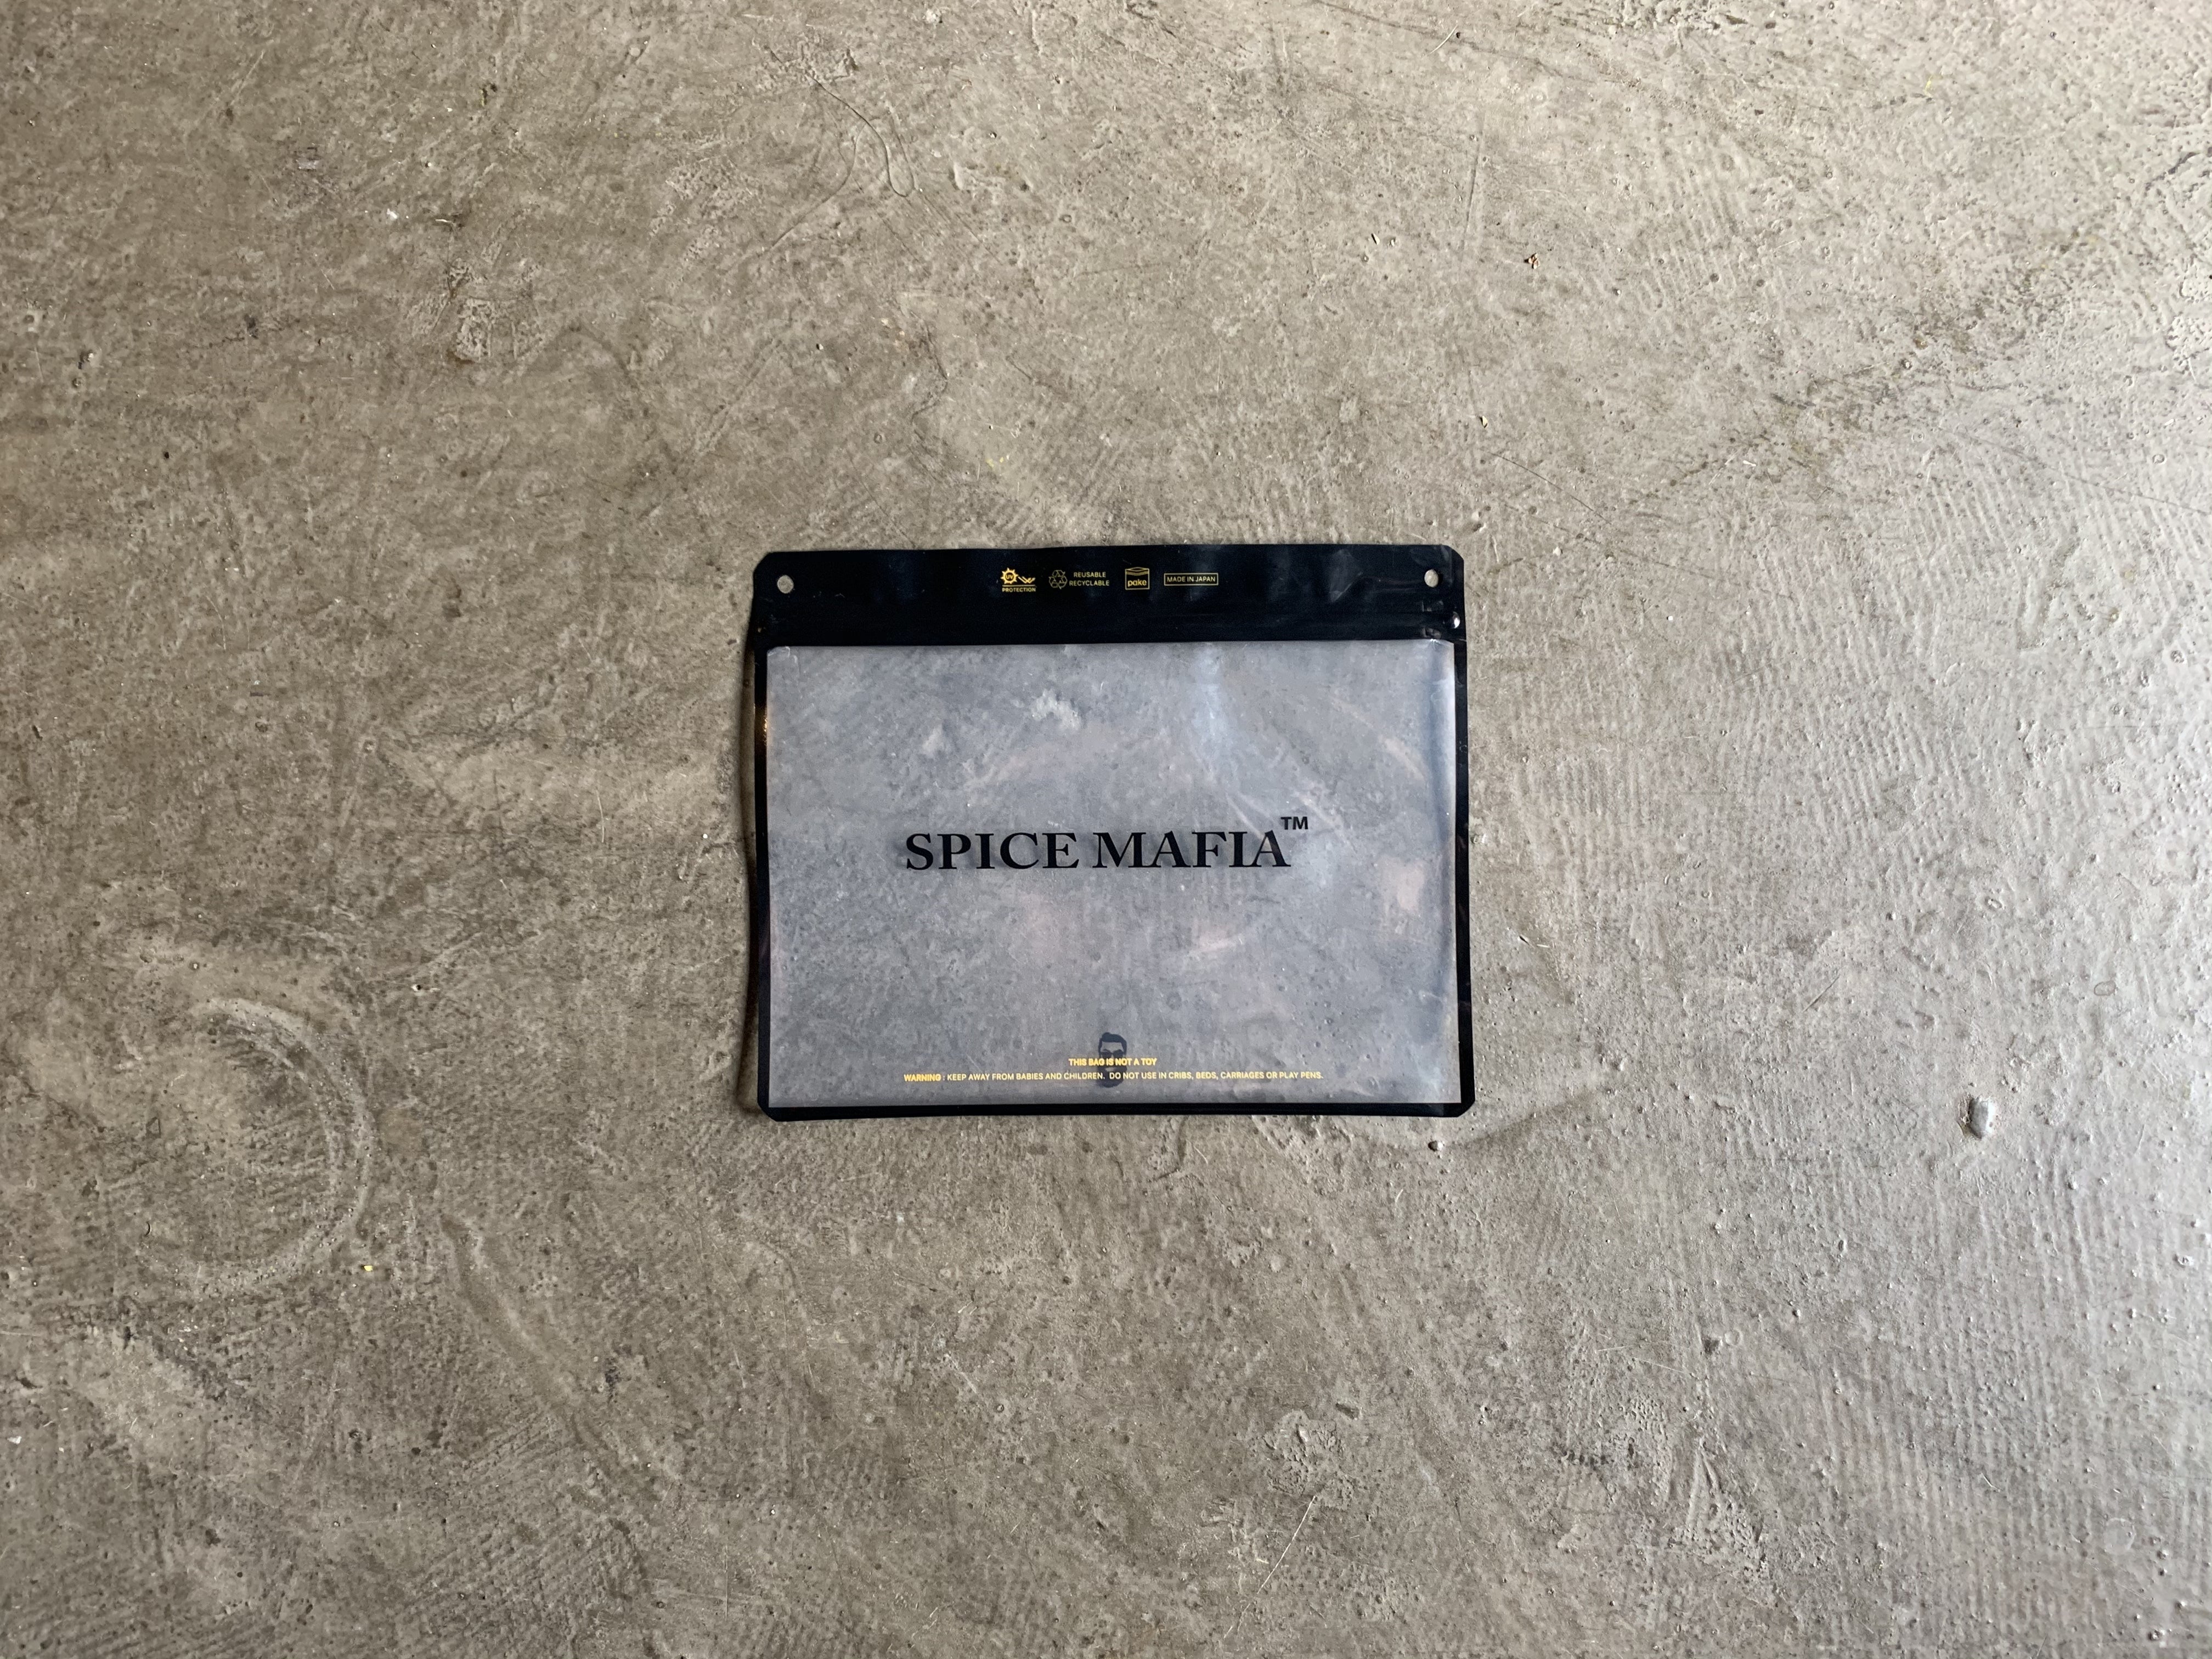 UV
PROTECTION
REUSABLE
RECYCLABLE
pake
MADE IN JAPAN
SPICE MAFIA™
THIS BAG IS NOT A TOY
WARNING : KEEP AWAY FROM BABIES AND CHILDREN. DO NOT USE IN CRIBS, BEDS, CARRIAGES OR PLAY PENS.